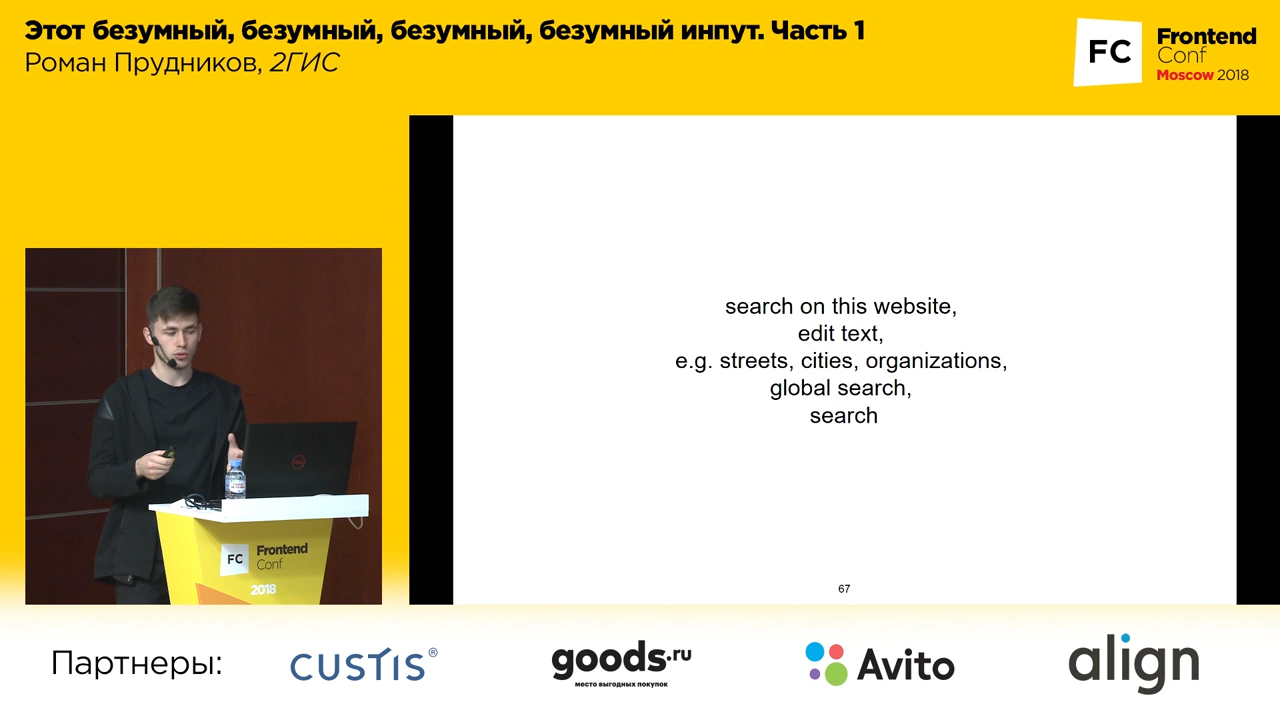 Этот безумный, безумный, безумный, безумный инпут. Часть 1
Роман Прудников, 2ГИС
FC
Frontend
Conf
Moscow 2018
search on this website,
edit text,
e.g. streets, cities, organizations,
global search,
search
67
FC
Frontend
Conf
2018
DELL
Партнеры:
CUSTIS®
goods.ru
место выгодных покупок
Avito
align